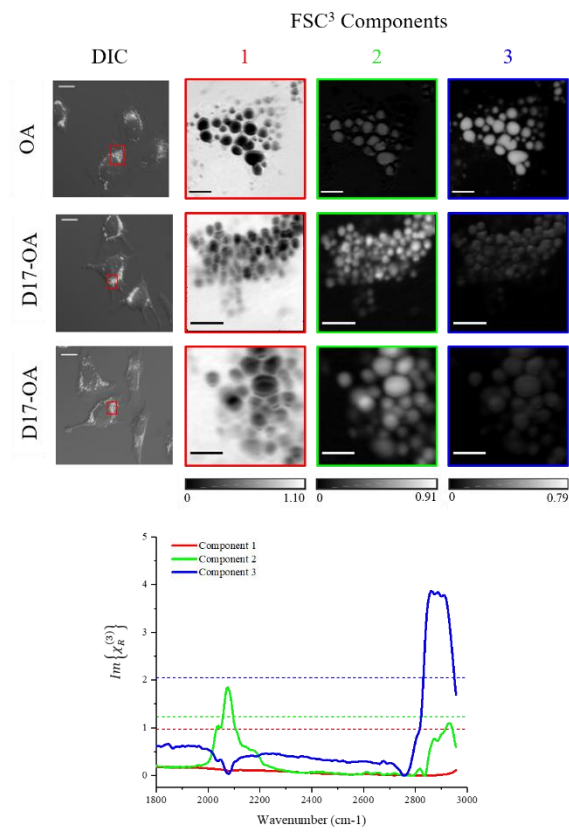 FSC³ Components
DIC 1 2 3
OA
D17-OA
D17-OA
0 1.10 0 0.91 0 0.79
5
Component 1
Component 2
Component 3
4
3
2
1
0
Im{χ_R^(3)}
1800 2000 2200 2400 2600 2800 3000
Wavenumber (cm-1)